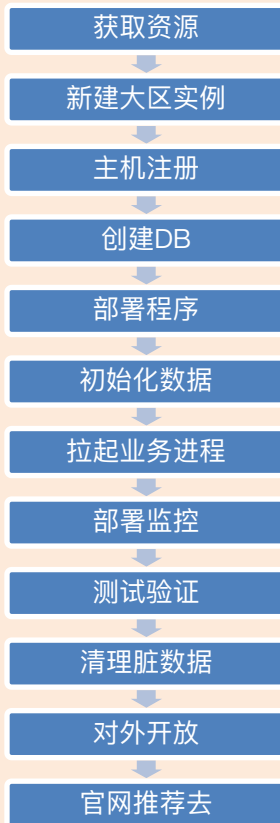 获取资源
新建大区实例
主机注册
创建DB
部署程序
初始化数据
拉起业务进程
部署监控
测试验证
清理脏数据
对外开放
官网推荐去